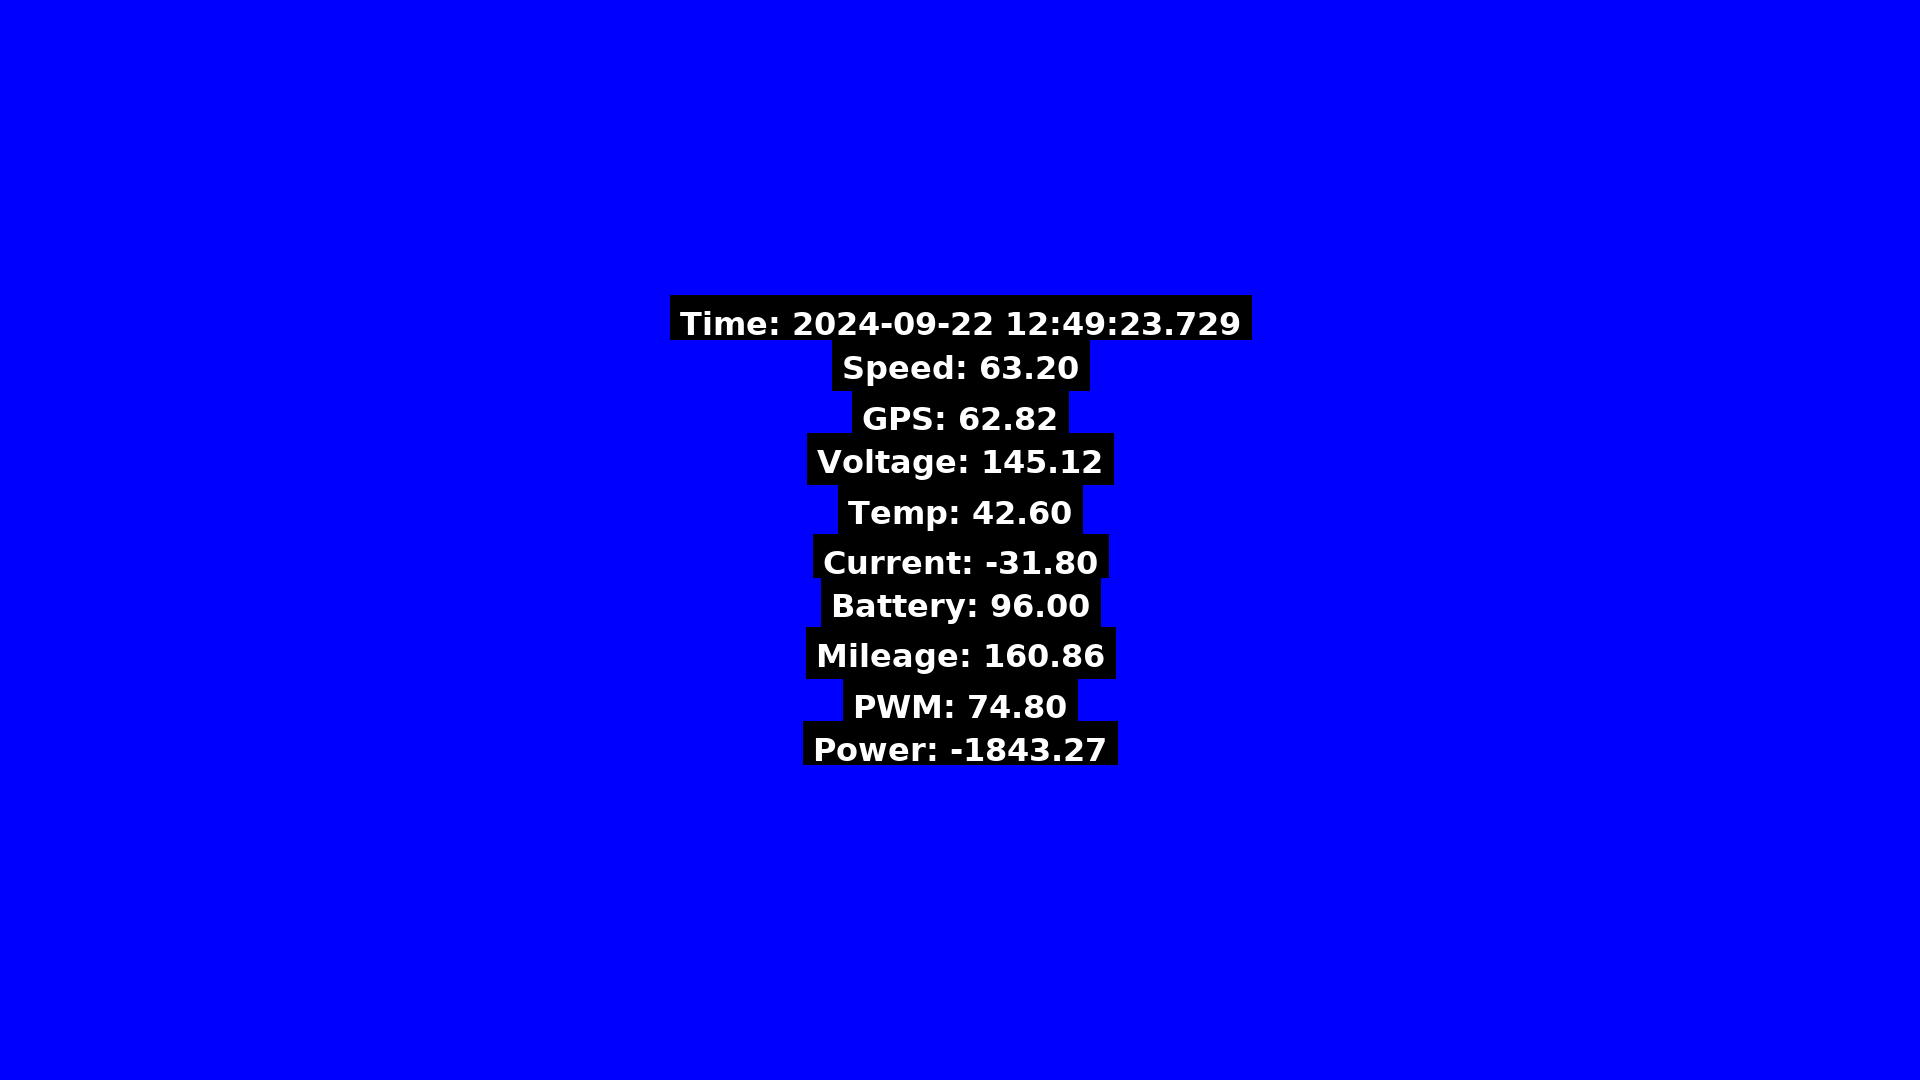 Time: 2024-09-22 12:49:23.729
Speed: 63.20
GPS: 62.82
Voltage: 145.12
Temp: 42.60
Current: -31.80
Battery: 96.00
Mileage: 160.86
PWM: 74.80
Power: -1843.27